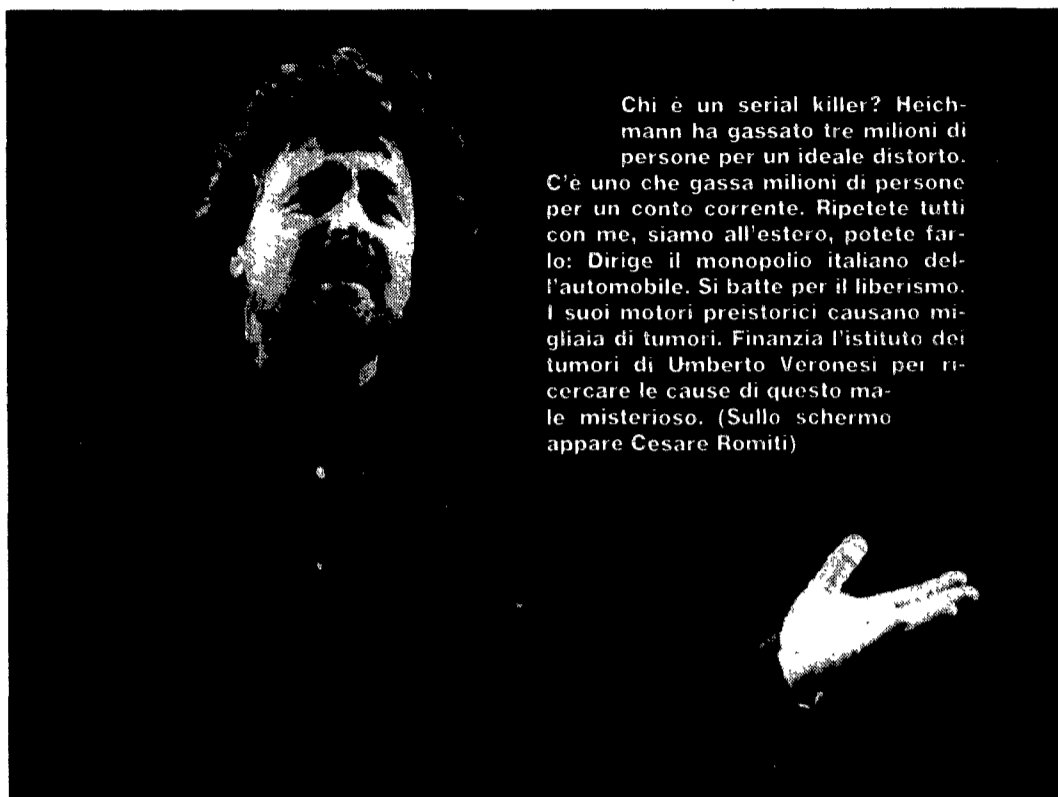 Chi è un serial killer? Heich-
mann ha gassato tre milioni di
persone per un ideale distorto.
C'è uno che gassa milioni di persone
per un conto corrente. Ripetete tutti
con me, siamo all'estero, potete far-
lo: Dirige il monopolio italiano del-
l'automobile. Si batte per il liberismo.
I suoi motori preistorici causano mi-
gliaia di tumori. Finanzia l'istituto dei
tumori di Umberto Veronesi per ri-
cercare le cause di questo ma-
le misterioso. (Sullo schermo
appare Cesare Romiti)